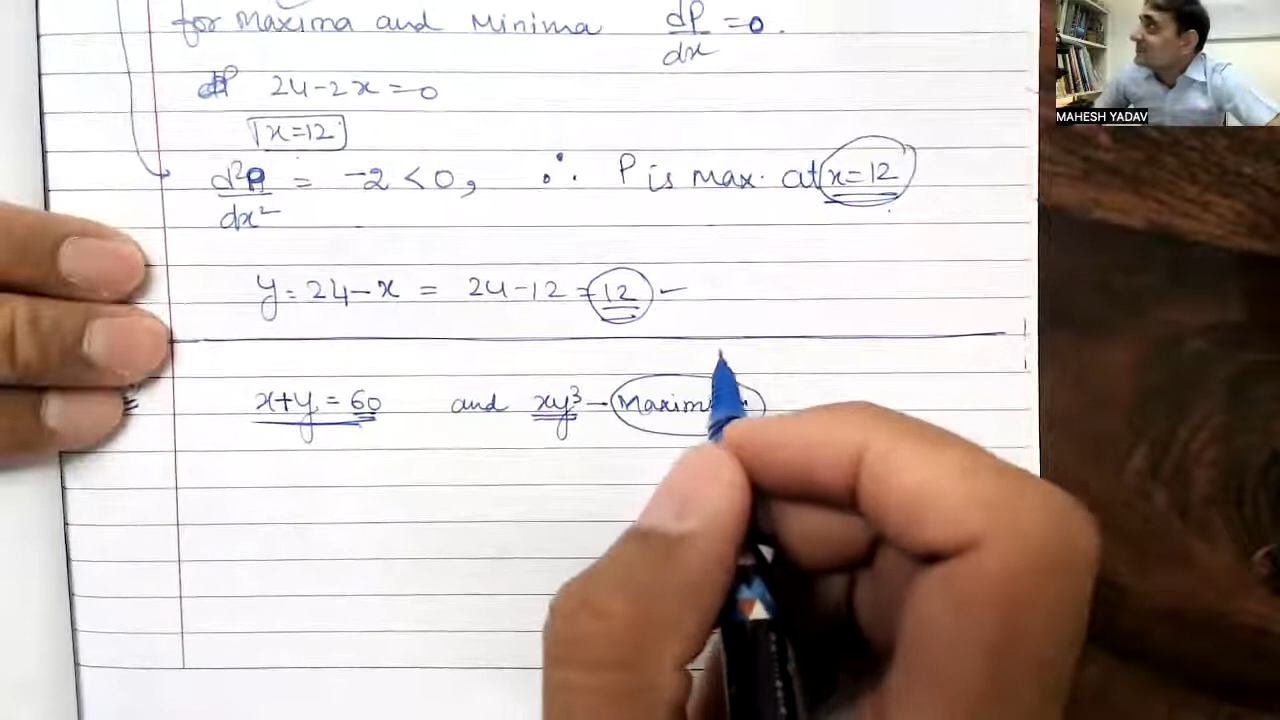 for Maxima and Minima dP/dx = 0.
24-2x=0
x=12
d²P/dx² = -2 < 0, ∴ P is max. at x=12
y = 24-x = 24-12 = 12
x+y = 60 and xy³ -
MAHESH YADAV